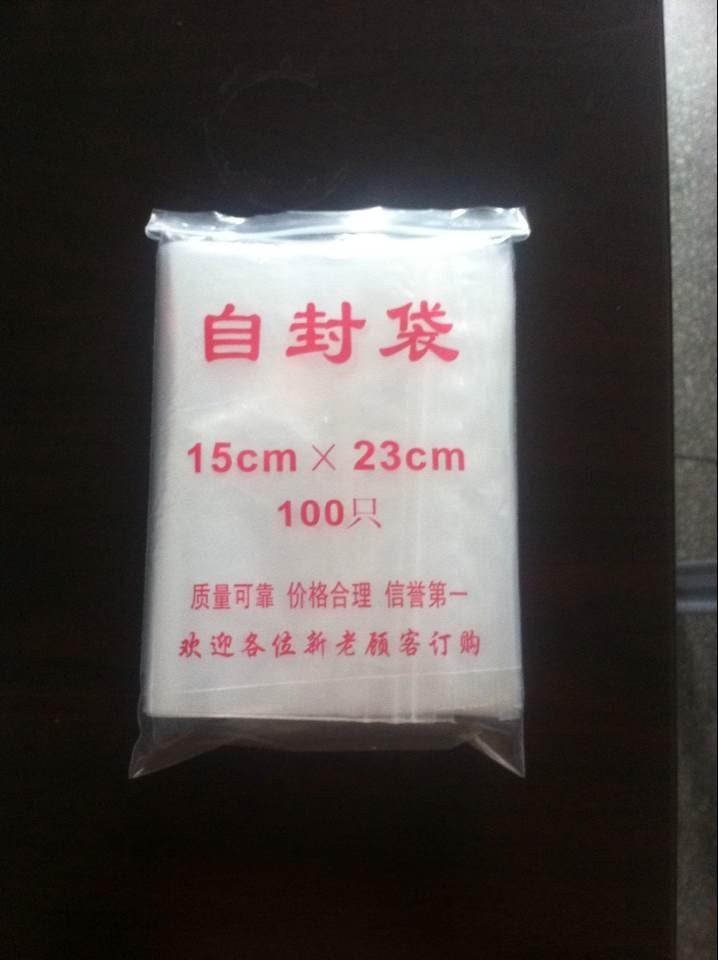 自封袋
15cm×23cm
100只
质量可靠 价格合理 信誉第一
欢迎各位新老顾客订购